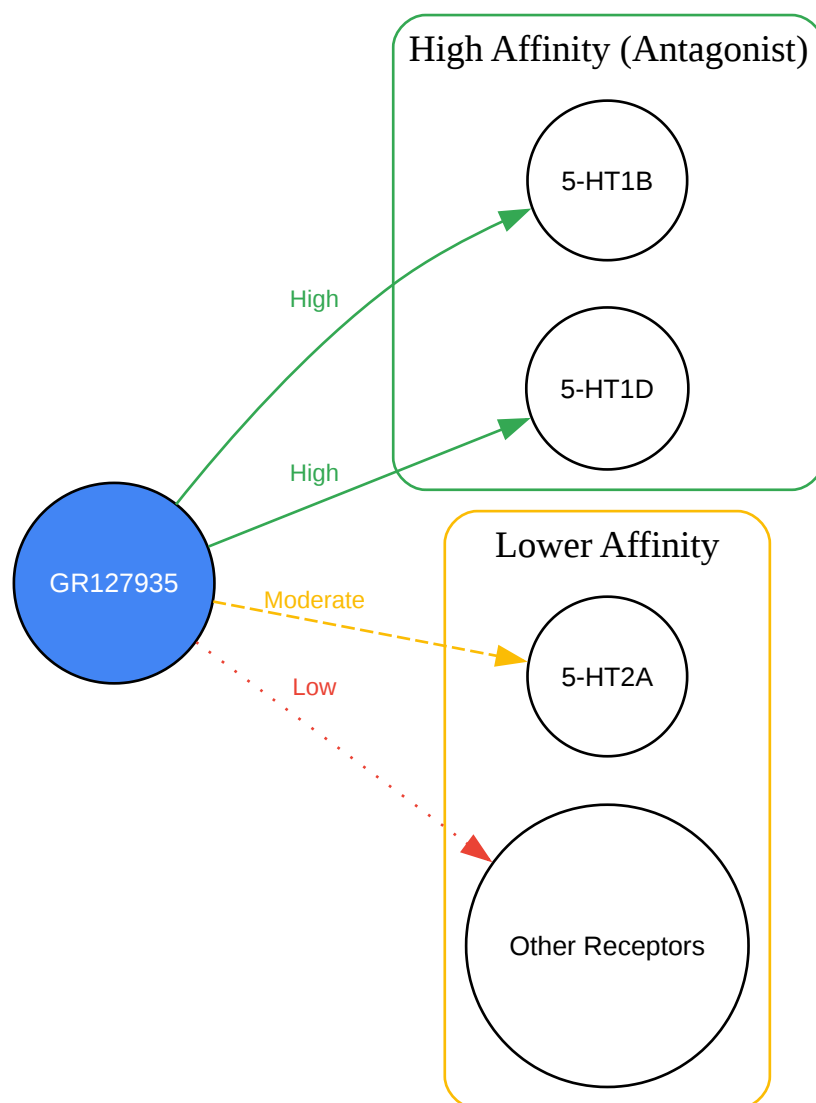 High Affinity (Antagonist)
5-HT1B
High
5-HT1D
High
GR127935
Lower Affinity
Moderate
5-HT2A
Low
Other Receptors